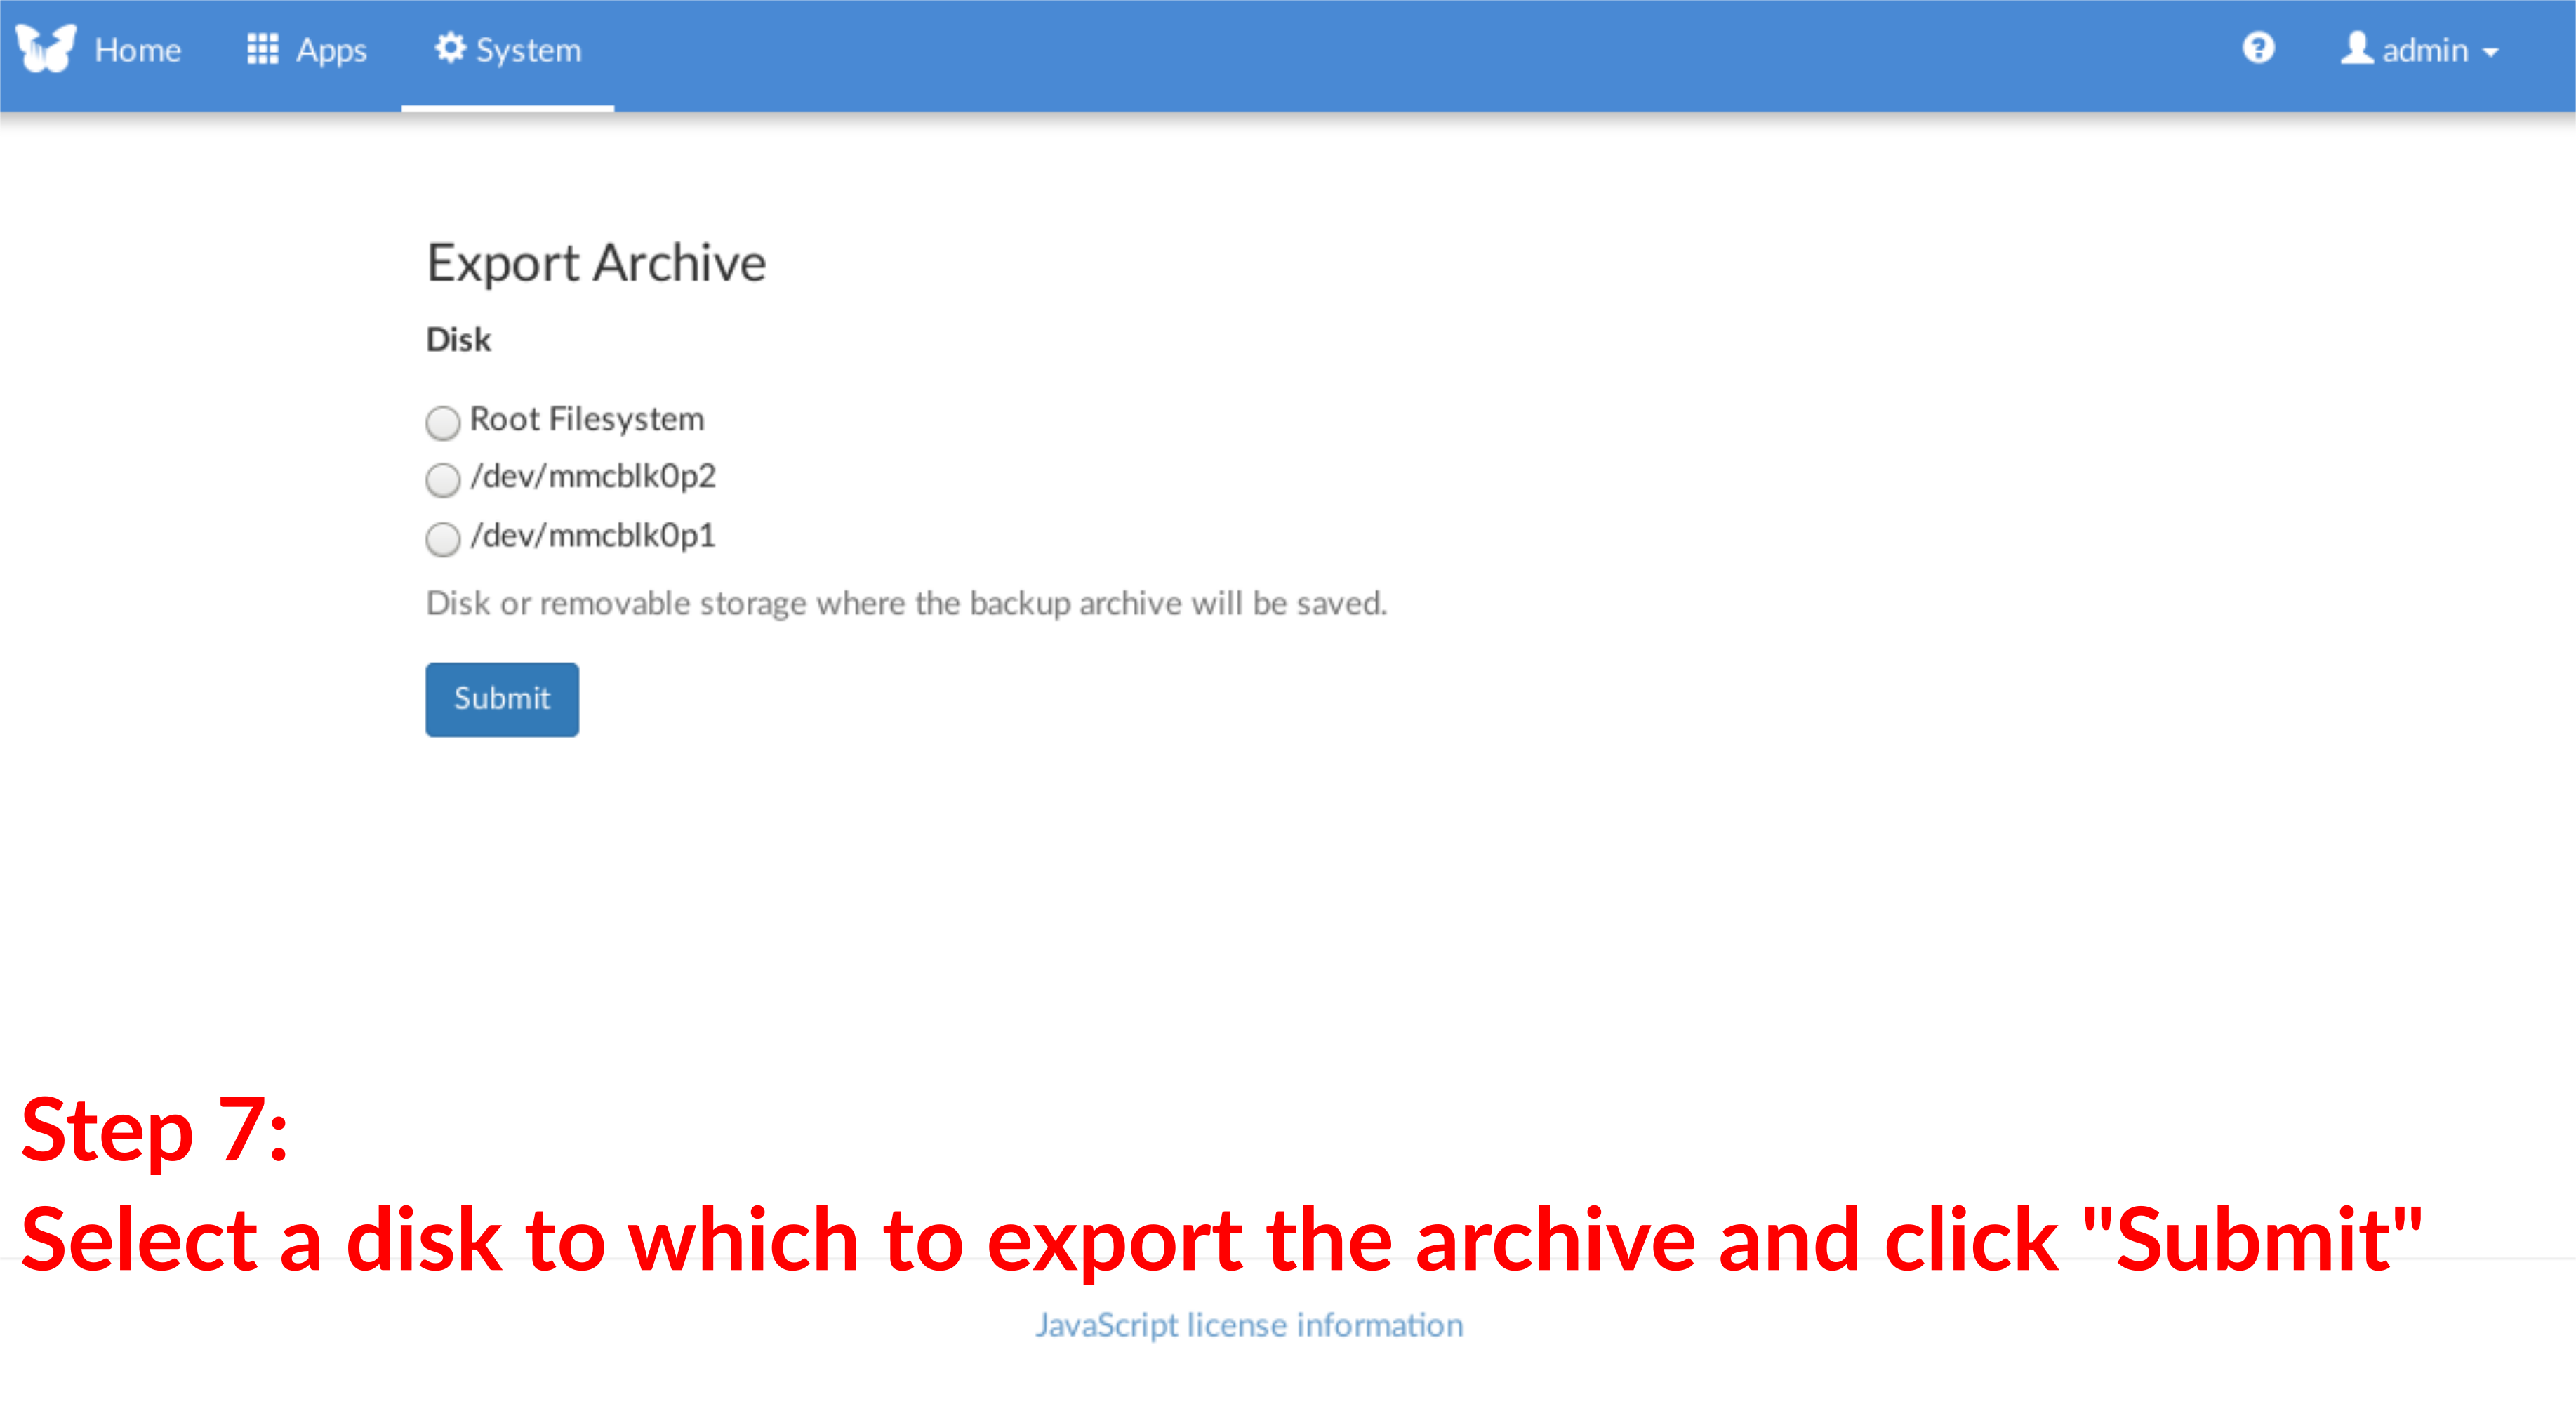 Home Apps System admin
Export Archive
Disk
Root Filesystem
/dev/mmcblk0p2
/dev/mmcblk0p1
Disk or removable storage where the backup archive will be saved.
Submit
Step 7:
Select a disk to which to export the archive and click "Submit"
JavaScript license information